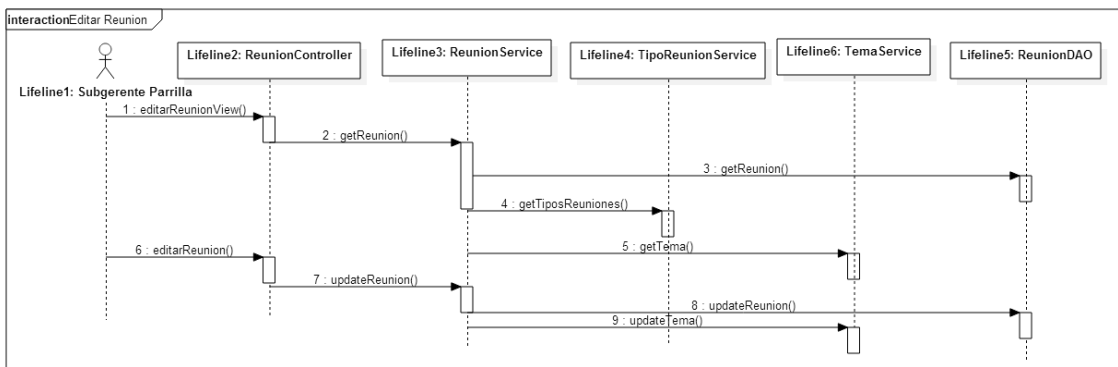 interactionEditar Reunion
Lifeline1: Subgerente Parrilla
Lifeline2: ReunionController
Lifeline3: ReunionService
Lifeline4: TipoReunionService
Lifeline6: TemaService
Lifeline5: ReunionDAO
1 : editarReunionView()
2 : getReunion()
3 : getReunion()
4 : getTiposReuniones()
5 : getTema()
6 : editarReunion()
7 : updateReunion()
8 : updateReunion()
9 : updateTema()